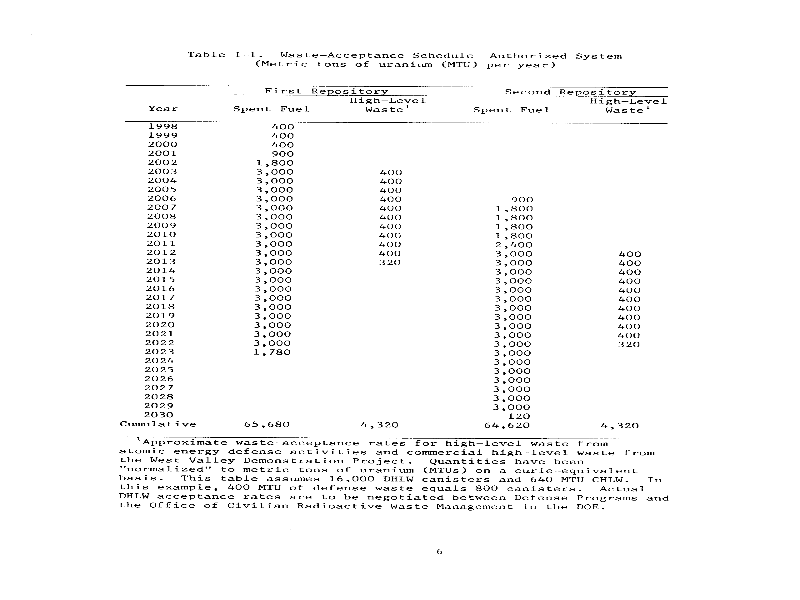 Table I-1. Waste-Acceptance Schedule Authorized System
(Metric tons of uranium (MTU) per year)
First Repository Second Repository
High-Level High-Level
Year Spent Fuel Waste¹ Spent Fuel Waste¹
1998 400
1999 400
2000 400
2001 900
2002 1,800
2003 3,000 400
2004 3,000 400
2005 3,000 400
2006 3,000 400 900
2007 3,000 400 1,800
2008 3,000 400 1,800
2009 3,000 400 1,800
2010 3,000 400 1,800
2011 3,000 400 2,400
2012 3,000 400 3,000 400
2013 3,000 320 3,000 400
2014 3,000 3,000 400
2015 3,000 3,000 400
2016 3,000 3,000 400
2017 3,000 3,000 400
2018 3,000 3,000 400
2019 3,000 3,000 400
2020 3,000 3,000 400
2021 3,000 3,000 400
2022 3,000 3,000 320
2023 1,780 3,000
2024 3,000
2025 3,000
2026 3,000
2027 3,000
2028 3,000
2029 3,000
2030 120
Cumulative 65,680 4,320 64,620 4,320
¹Approximate waste-acceptance rates for high-level waste from
atomic energy defense activities and commercial high-level waste from
the West Valley Demonstration Project. Quantities have been
"normalized" to metric tons of uranium (MTUs) on a curie-equivalent
basis. This table assumes 16,000 DHLW canisters and 640 MTU CHLW. In
this example, 400 MTU of defense waste equals 800 canisters. Actual
DHLW acceptance rates are to be negotiated between Defense Programs and
the Office of Civilian Radioactive Waste Management in the DOE.
6